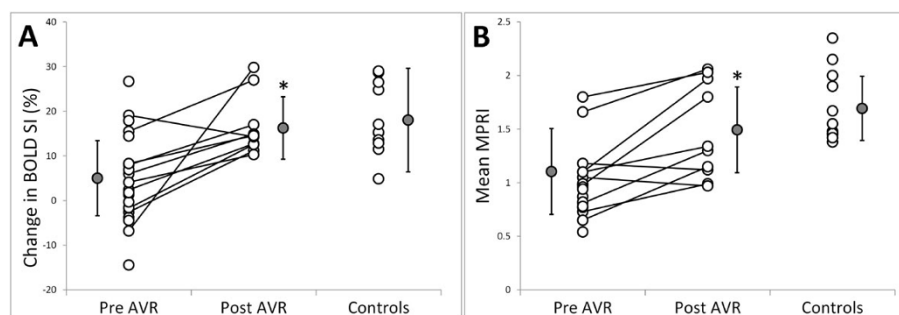 A
Change in BOLD SI (%)
40
30
20
10
0
-10
-20
*
Pre AVR Post AVR Controls
B
Mean MPRI
2.5
2
1.5
1
0.5
0
*
Pre AVR Post AVR Controls